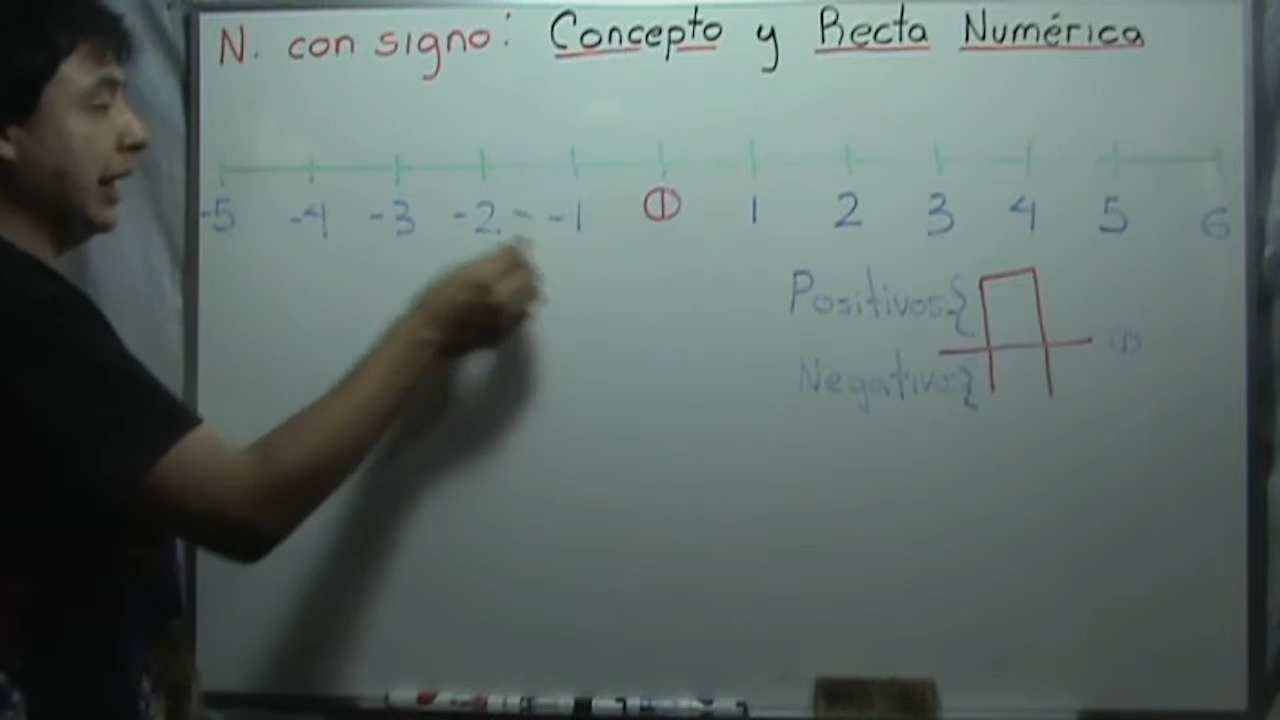 N. con signo: Concepto y Recta Numérica
-5 -4 -3 -2 - -1 0 1 2 3 4 5 6
Positivos{
Negativos{ 0